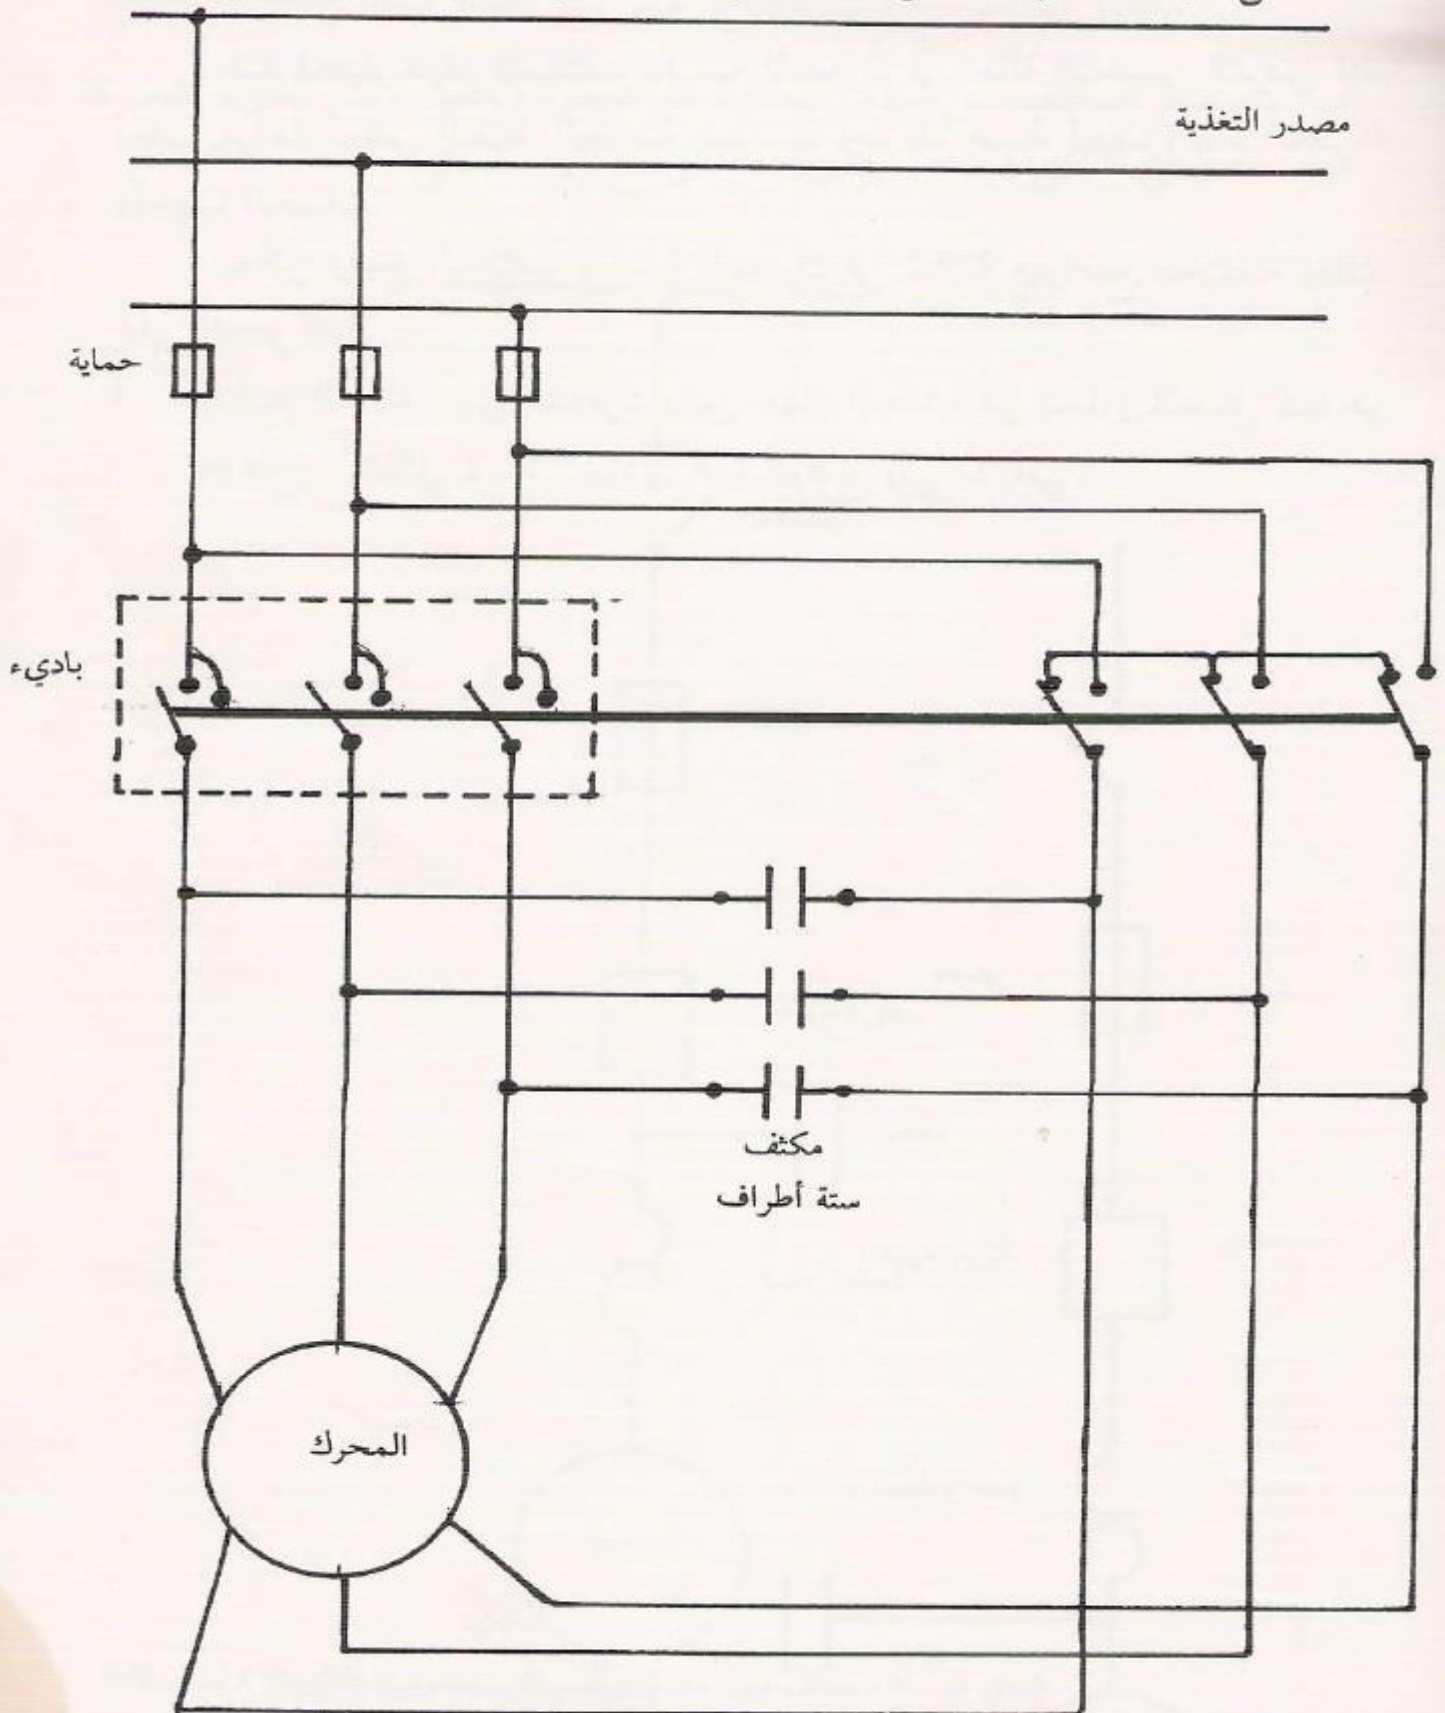 مصدر التغذية
حماية
باديء
مكثف
ستة أطراف
المحرك